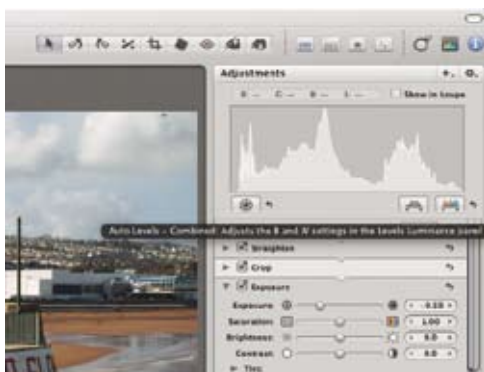 Adjustments
R -- G -- B -- L --
Show in Loupe
Auto Levels – Combined: Adjusts the B and W settings in the Levels Luminance panel
Straighten
Crop
Exposure
Exposure:
Saturation: 1.00
Brightness: 0.0
Contrast: 0.0
Tint: